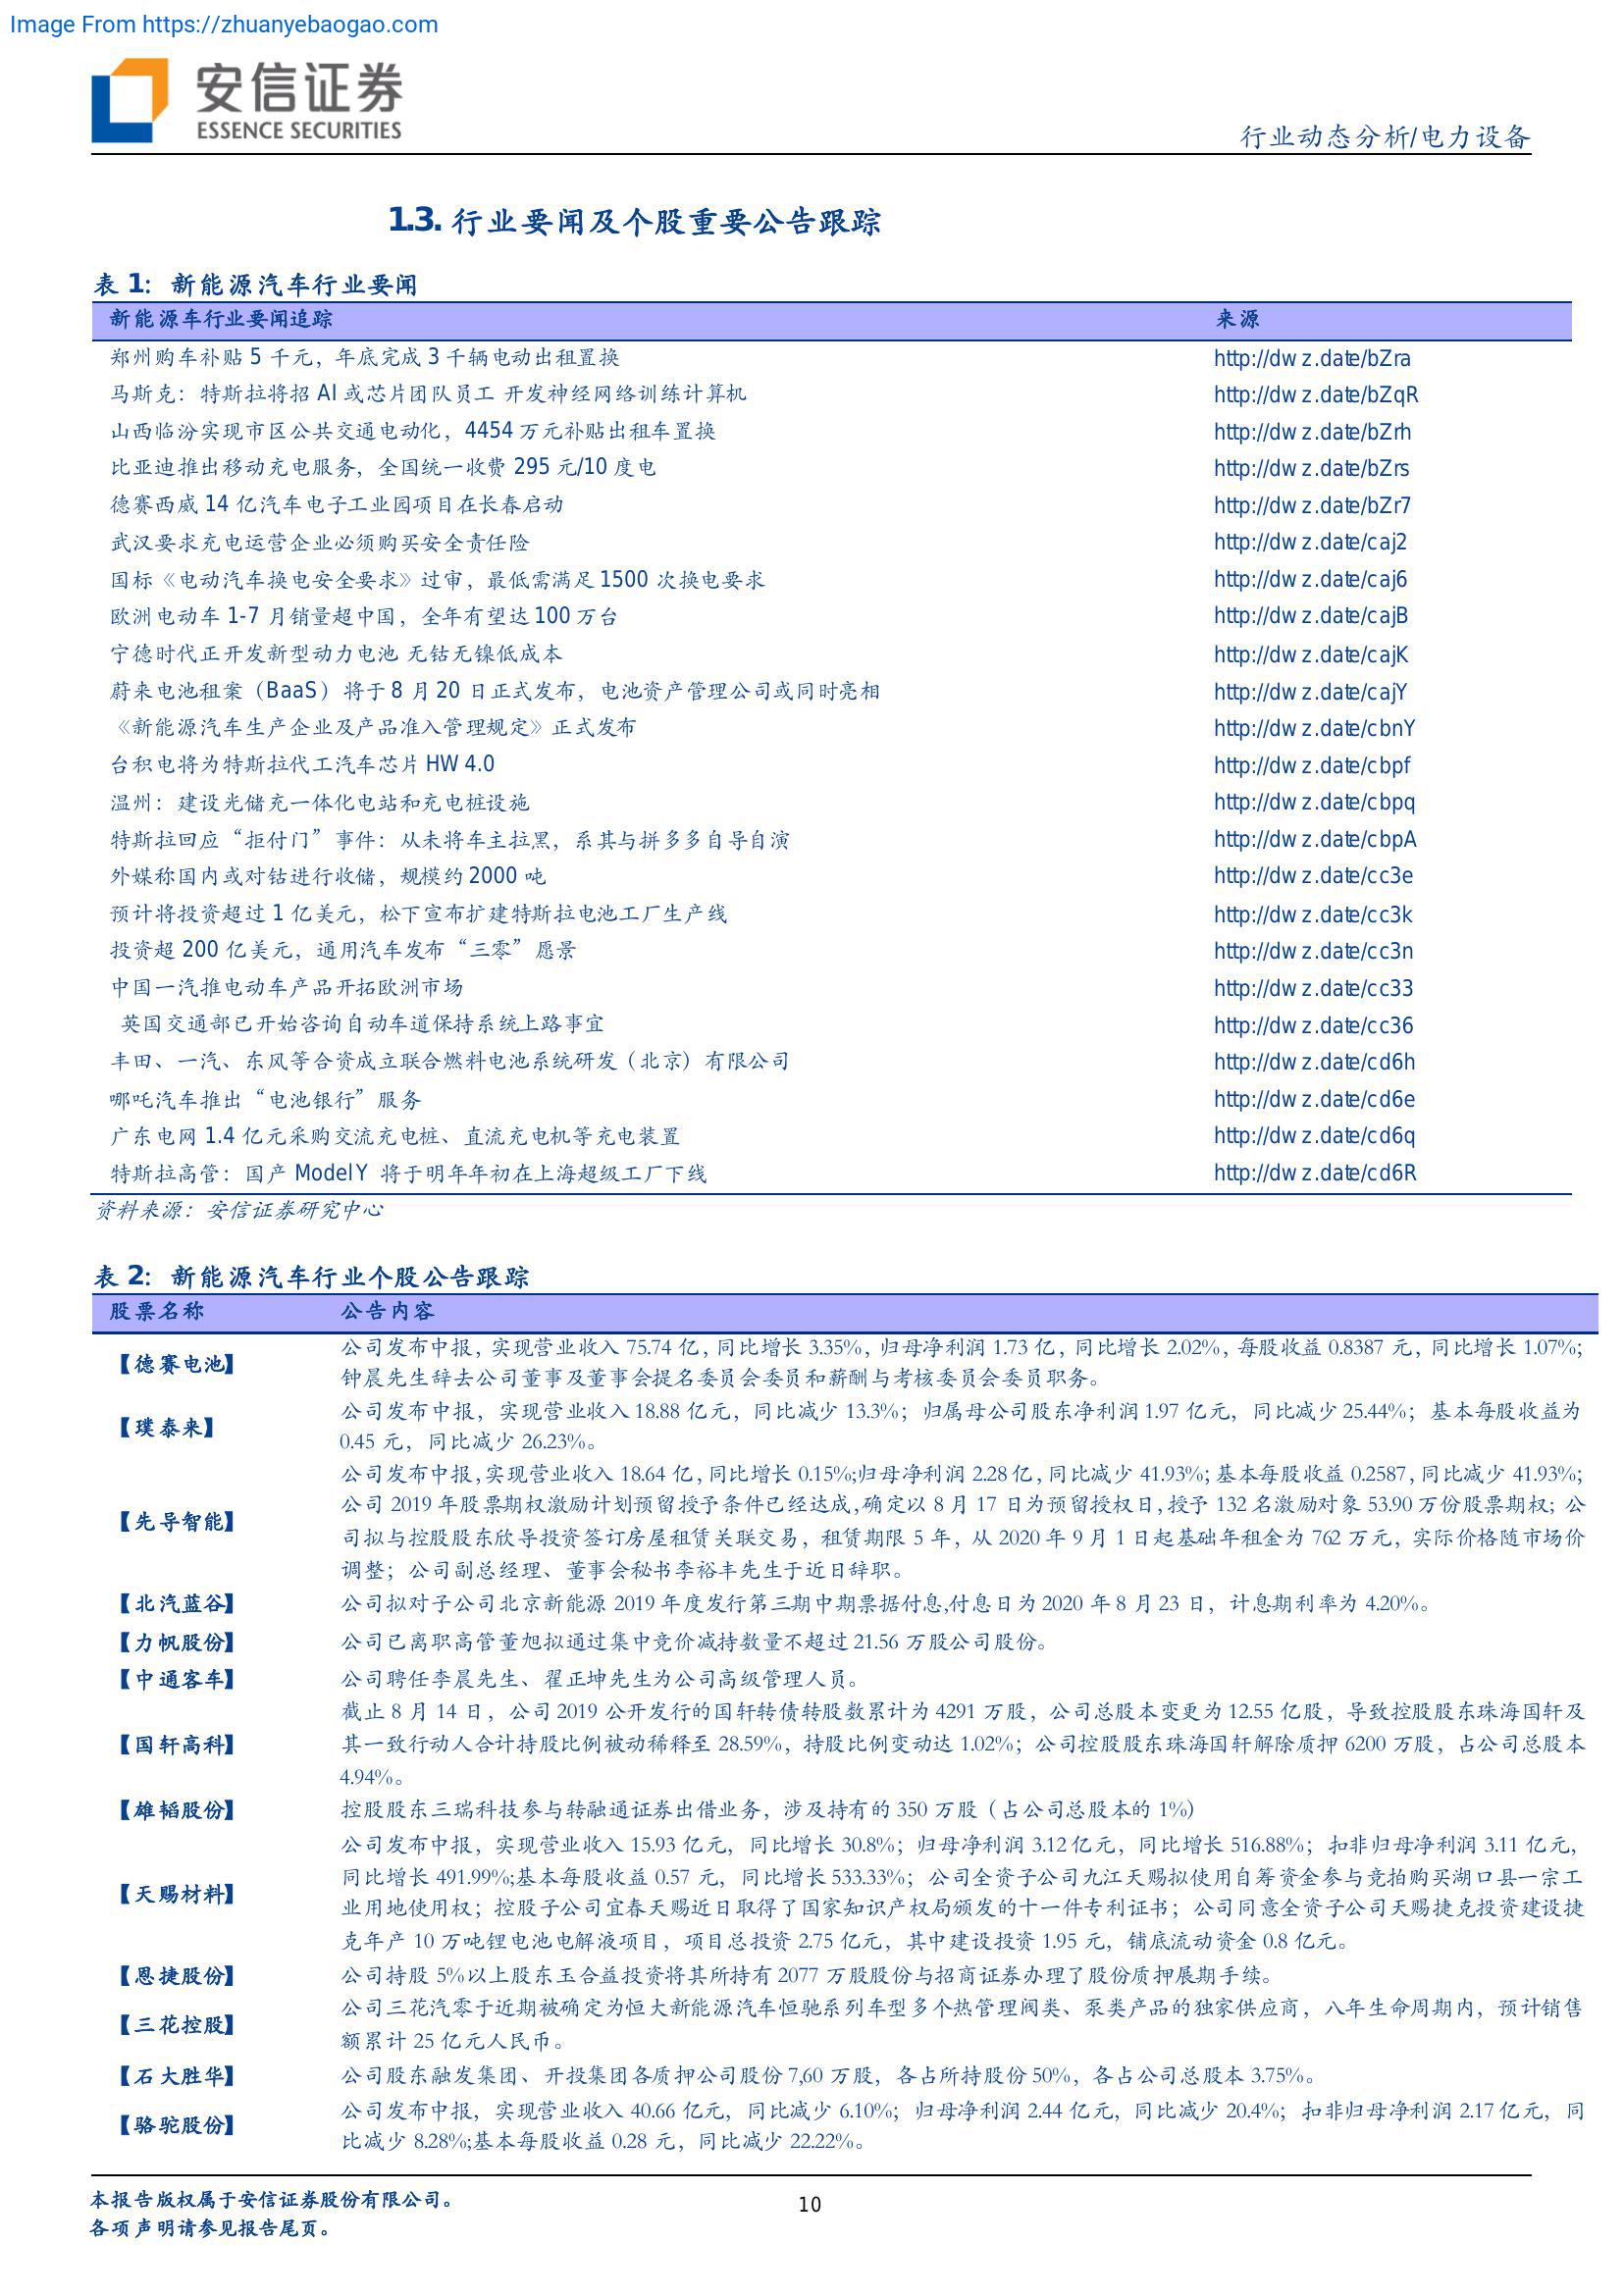 Image From https://zhuanyebaogao.com
安信证券
ESSENCE SECURITIES
行业动态分析/电力设备
1.3. 行业要闻及个股重要公告跟踪
表 1：新能源汽车行业要闻
新能源车行业要闻追踪 来源
郑州购车补贴 5 千元，年底完成 3 千辆电动出租置换 http://dwz.date/bZra
马斯克：特斯拉将招 AI 或芯片团队员工 开发神经网络训练计算机 http://dwz.date/bZqR
山西临汾实现市区公共交通电动化，4454 万元补贴出租车置换 http://dwz.date/bZrh
比亚迪推出移动充电服务，全国统一收费 295 元/10 度电 http://dwz.date/bZrs
德赛西威 14 亿汽车电子工业园项目在长春启动 http://dwz.date/bZr7
武汉要求充电运营企业必须购买安全责任险 http://dwz.date/caj2
国标《电动汽车换电安全要求》过审，最低需满足 1500 次换电要求 http://dwz.date/caj6
欧洲电动车 1-7 月销量超中国，全年有望达 100 万台 http://dwz.date/cajB
宁德时代正开发新型动力电池 无钴无镍低成本 http://dwz.date/cajK
蔚来电池租案（BaaS）将于 8 月 20 日正式发布，电池资产管理公司或同时亮相 http://dwz.date/cajY
《新能源汽车生产企业及产品准入管理规定》正式发布 http://dwz.date/cbnY
台积电将为特斯拉代工汽车芯片 HW 4.0 http://dwz.date/cbpf
温州：建设光储充一体化电站和充电桩设施 http://dwz.date/cbpq
特斯拉回应“拒付门”事件：从未将车主拉黑，系其与拼多多自导自演 http://dwz.date/cbpA
外媒称国内或对钴进行收储，规模约 2000 吨 http://dwz.date/cc3e
预计将投资超过 1 亿美元，松下宣布扩建特斯拉电池工厂生产线 http://dwz.date/cc3k
投资超 200 亿美元，通用汽车发布“三零”愿景 http://dwz.date/cc3n
中国一汽推电动车产品开拓欧洲市场 http://dwz.date/cc33
英国交通部已开始咨询自动车道保持系统上路事宜 http://dwz.date/cc36
丰田、一汽、东风等合资成立联合燃料电池系统研发（北京）有限公司 http://dwz.date/cd6h
哪吒汽车推出“电池银行”服务 http://dwz.date/cd6e
广东电网 1.4 亿元采购交流充电桩、直流充电机等充电装置 http://dwz.date/cd6q
特斯拉高管：国产 Model Y 将于明年年初在上海超级工厂下线 http://dwz.date/cd6R
资料来源：安信证券研究中心
表 2：新能源汽车行业个股公告跟踪
股票名称 公告内容
【德赛电池】 公司发布中报，实现营业收入 75.74 亿，同比增长 3.35%，归母净利润 1.73 亿，同比增长 2.02%，每股收益 0.8387 元，同比增长 1.07%；
钟晨先生辞去公司董事及董事会提名委员会委员和薪酬与考核委员会委员职务。
【璞泰来】 公司发布中报，实现营业收入 18.88 亿元，同比减少 13.3%；归属母公司股东净利润 1.97 亿元，同比减少 25.44%；基本每股收益为
0.45 元，同比减少 26.23%。
【先导智能】 公司发布中报,实现营业收入 18.64 亿,同比增长 0.15%;归母净利润 2.28 亿,同比减少 41.93%;基本每股收益 0.2587,同比减少 41.93%;
公司 2019 年股票期权激励计划预留授予条件已经达成,确定以 8 月 17 日为预留授权日,授予 132 名激励对象 53.90 万份股票期权；公
司拟与控股股东欣导投资签订房屋租赁关联交易，租赁期限 5 年，从 2020 年 9 月 1 日起基础年租金为 762 万元，实际价格随市场价
调整；公司副总经理、董事会秘书李裕丰先生于近日辞职。
【北汽蓝谷】 公司拟对子公司北京新能源 2019 年度发行第三期中期票据付息,付息日为 2020 年 8 月 23 日，计息期利率为 4.20%。
【力帆股份】 公司已离职高管董旭拟通过集中竞价减持数量不超过 21.56 万股公司股份。
【中通客车】 公司聘任李晨先生、翟正坤先生为公司高级管理人员。
【国轩高科】 截止 8 月 14 日，公司 2019 公开发行的国轩转债转股数累计为 4291 万股，公司总股本变更为 12.55 亿股，导致控股股东珠海国轩及
其一致行动人合计持股比例被动稀释至 28.59%，持股比例变动达 1.02%；公司控股股东珠海国轩解除质押 6200 万股，占公司总股本
4.94%。
【雄韬股份】 控股股东三瑞科技参与转融通证券出借业务，涉及持有的 350 万股（占公司总股本的 1%）
【天赐材料】 公司发布中报，实现营业收入 15.93 亿元，同比增长 30.8%；归母净利润 3.12 亿元，同比增长 516.88%；扣非归母净利润 3.11 亿元，
同比增长 491.99%;基本每股收益 0.57 元，同比增长 533.33%；公司全资子公司九江天赐拟使用自筹资金参与竞拍购买湖口县一宗工
业用地使用权；控股子公司宜春天赐近日取得了国家知识产权局颁发的十一件专利证书；公司同意全资子公司天赐捷克投资建设捷
克年产 10 万吨锂电池电解液项目，项目总投资 2.75 亿元，其中建设投资 1.95 元，铺底流动资金 0.8 亿元。
【恩捷股份】 公司持股 5%以上股东玉合益投资将其所持有 2077 万股股份与招商证券办理了股份质押展期手续。
【三花控股】 公司三花汽零于近期被确定为恒大新能源汽车恒驰系列车型多个热管理阀类、泵类产品的独家供应商，八年生命周期内，预计销售
额累计 25 亿元人民币。
【石大胜华】 公司股东融发集团、开投集团各质押公司股份 7,60 万股，各占所持股份 50%，各占公司总股本 3.75%。
【骆驼股份】 公司发布中报，实现营业收入 40.66 亿元，同比减少 6.10%；归母净利润 2.44 亿元，同比减少 20.4%；扣非归母净利润 2.17 亿元，同
比减少 8.28%;基本每股收益 0.28 元，同比减少 22.22%。
本报告版权属于安信证券股份有限公司。
各项声明请参见报告尾页。
10